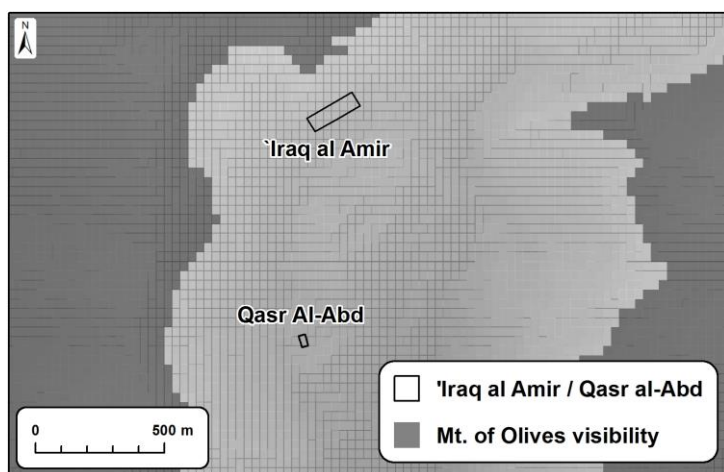 N
`Iraq al Amir
Qasr Al-Abd
'Iraq al Amir / Qasr al-Abd
Mt. of Olives visibility
0 500 m